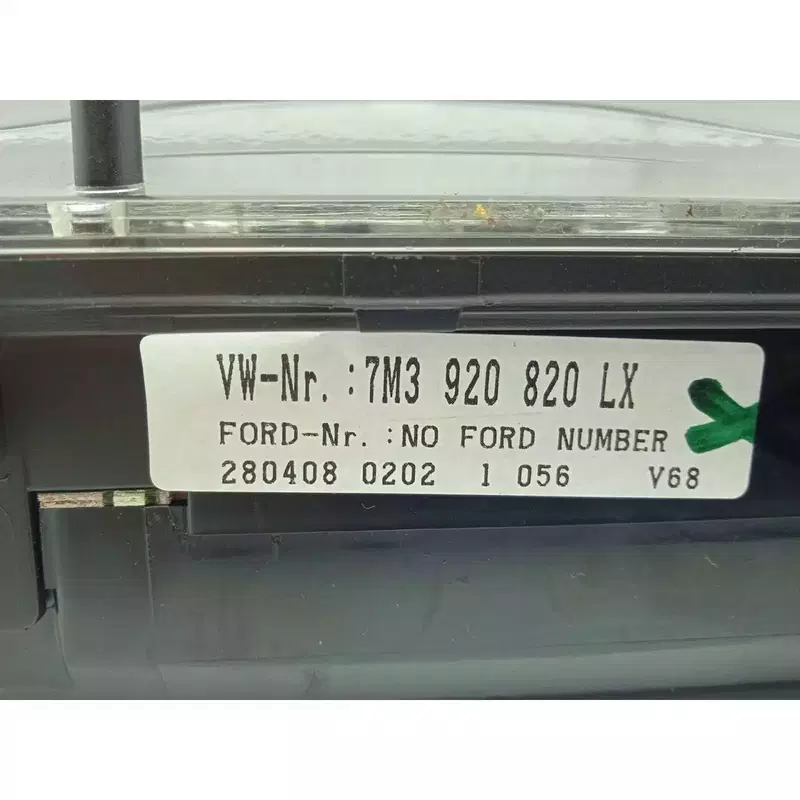 VW-Nr. :7M3 920 820 LX
FORD-Nr. :NO FORD NUMBER
280408 0202 1 056 V68